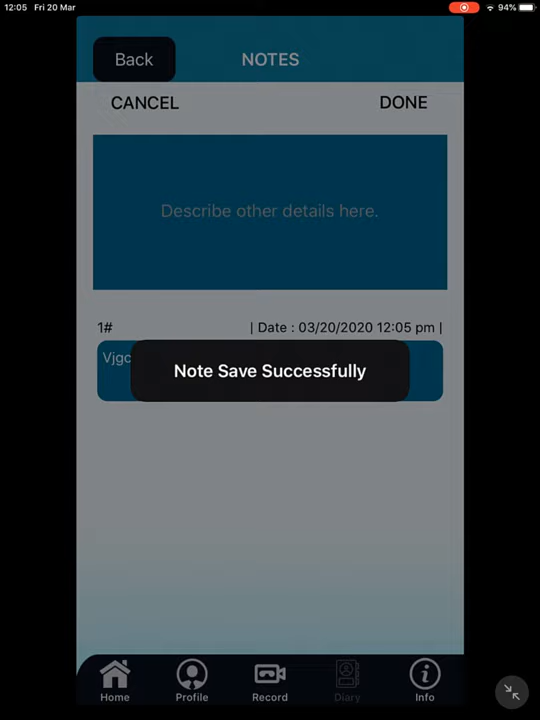 12:05 Fri 20 Mar 94%
Back NOTES
CANCEL DONE
Describe other details here.
1# | Date : 03/20/2020 12:05 pm |
Vjgc
Note Save Successfully
Home Profile Record Diary Info